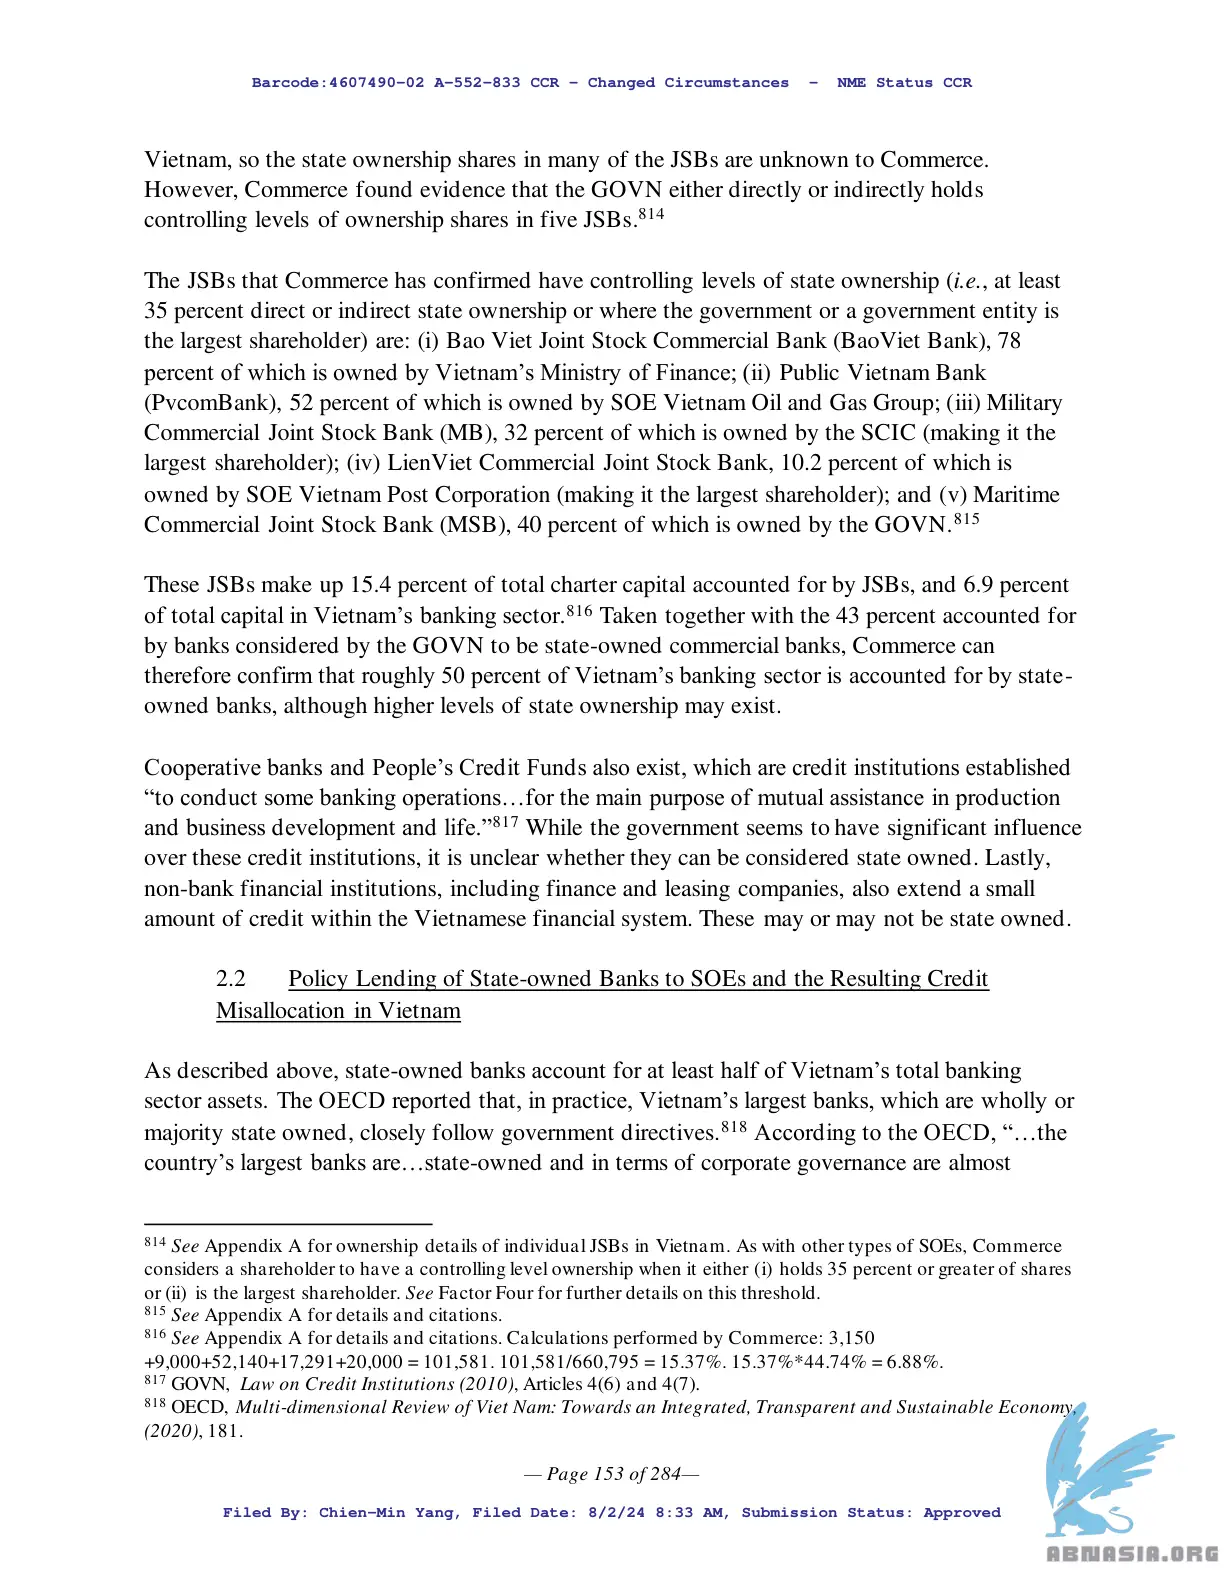 Barcode:4607490-02 A-552-833 CCR - Changed Circumstances - NME Status CCR
Vietnam, so the state ownership shares in many of the JSBs are unknown to Commerce.
However, Commerce found evidence that the GOVN either directly or indirectly holds
controlling levels of ownership shares in five JSBs.814
The JSBs that Commerce has confirmed have controlling levels of state ownership (i.e., at least
35 percent direct or indirect state ownership or where the government or a government entity is
the largest shareholder) are: (i) Bao Viet Joint Stock Commercial Bank (BaoViet Bank), 78
percent of which is owned by Vietnam’s Ministry of Finance; (ii) Public Vietnam Bank
(PvcomBank), 52 percent of which is owned by SOE Vietnam Oil and Gas Group; (iii) Military
Commercial Joint Stock Bank (MB), 32 percent of which is owned by the SCIC (making it the
largest shareholder); (iv) LienViet Commercial Joint Stock Bank, 10.2 percent of which is
owned by SOE Vietnam Post Corporation (making it the largest shareholder); and (v) Maritime
Commercial Joint Stock Bank (MSB), 40 percent of which is owned by the GOVN.815
These JSBs make up 15.4 percent of total charter capital accounted for by JSBs, and 6.9 percent
of total capital in Vietnam’s banking sector.816 Taken together with the 43 percent accounted for
by banks considered by the GOVN to be state-owned commercial banks, Commerce can
therefore confirm that roughly 50 percent of Vietnam’s banking sector is accounted for by state-
owned banks, although higher levels of state ownership may exist.
Cooperative banks and People’s Credit Funds also exist, which are credit institutions established
“to conduct some banking operations…for the main purpose of mutual assistance in production
and business development and life.”817 While the government seems to have significant influence
over these credit institutions, it is unclear whether they can be considered state owned. Lastly,
non-bank financial institutions, including finance and leasing companies, also extend a small
amount of credit within the Vietnamese financial system. These may or may not be state owned.
2.2 Policy Lending of State-owned Banks to SOEs and the Resulting Credit
Misallocation in Vietnam
As described above, state-owned banks account for at least half of Vietnam’s total banking
sector assets. The OECD reported that, in practice, Vietnam’s largest banks, which are wholly or
majority state owned, closely follow government directives.818 According to the OECD, “…the
country’s largest banks are…state-owned and in terms of corporate governance are almost
814 See Appendix A for ownership details of individual JSBs in Vietnam. As with other types of SOEs, Commerce
considers a shareholder to have a controlling level ownership when it either (i) holds 35 percent or greater of shares
or (ii) is the largest shareholder. See Factor Four for further details on this threshold.
815 See Appendix A for details and citations.
816 See Appendix A for details and citations. Calculations performed by Commerce: 3,150
+9,000+52,140+17,291+20,000 = 101,581. 101,581/660,795 = 15.37%. 15.37%*44.74% = 6.88%.
817 GOVN, Law on Credit Institutions (2010), Articles 4(6) and 4(7).
818 OECD, Multi-dimensional Review of Viet Nam: Towards an Integrated, Transparent and Sustainable Economy,
(2020), 181.
— Page 153 of 284—
Filed By: Chien-Min Yang, Filed Date: 8/2/24 8:33 AM, Submission Status: Approved
ABNASIA.ORG